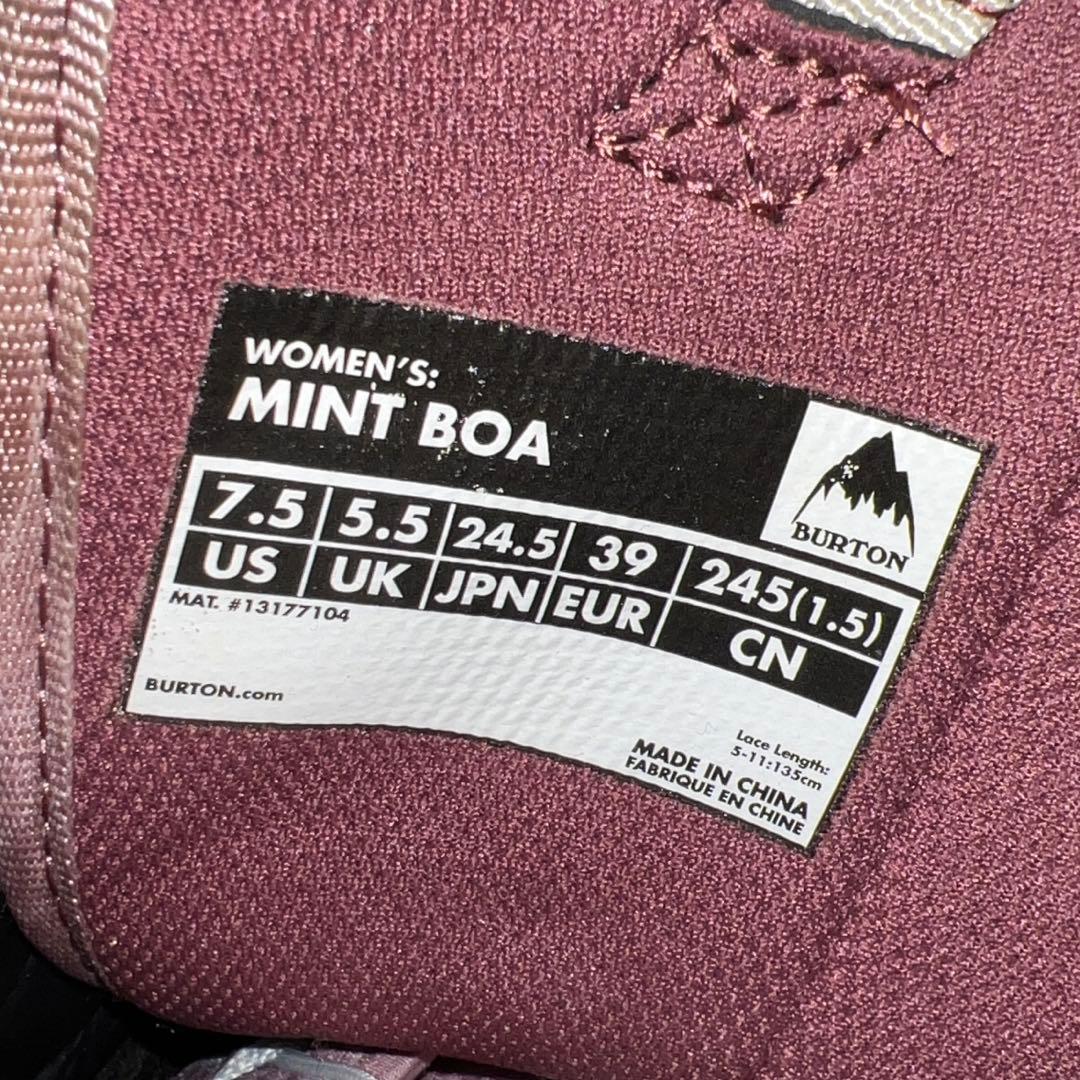 WOMEN'S:
MINT BOA
BURTON
7.5 5.5 24.5 39 245(1.5)
US UK JPN EUR CN
MAT. #13177104
BURTON.com
Lace Length:
5-11:135cm
MADE IN CHINA
FABRIQUE EN CHINE